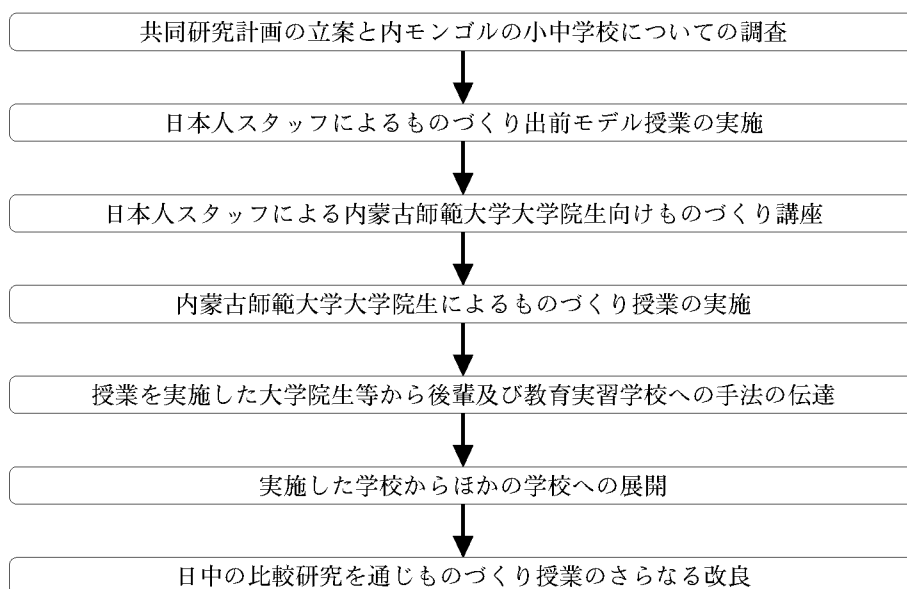 共同研究計画の立案と内モンゴルの小中学校についての調査
日本人スタッフによるものづくり出前モデル授業の実施
日本人スタッフによる内蒙古師範大学大学院生向けものづくり講座
内蒙古師範大学大学院生によるものづくり授業の実施
授業を実施した大学院生等から後輩及び教育実習学校への手法の伝達
実施した学校からほかの学校への展開
日中の比較研究を通じものづくり授業のさらなる改良